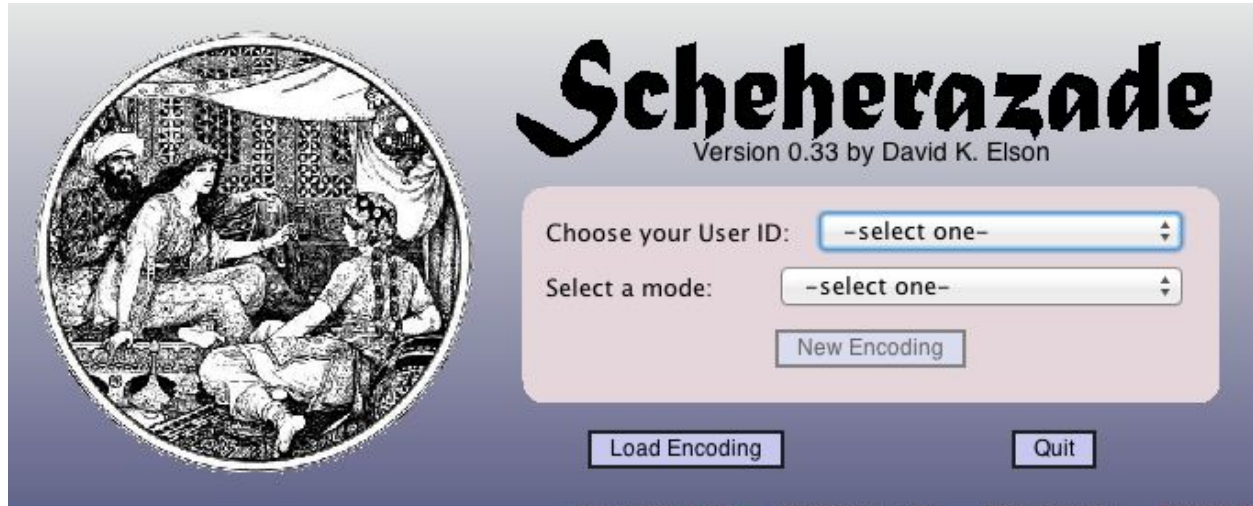 Scheherazade
Version 0.33 by David K. Elson
Choose your User ID: -select one-
Select a mode: -select one-
New Encoding
Load Encoding Quit